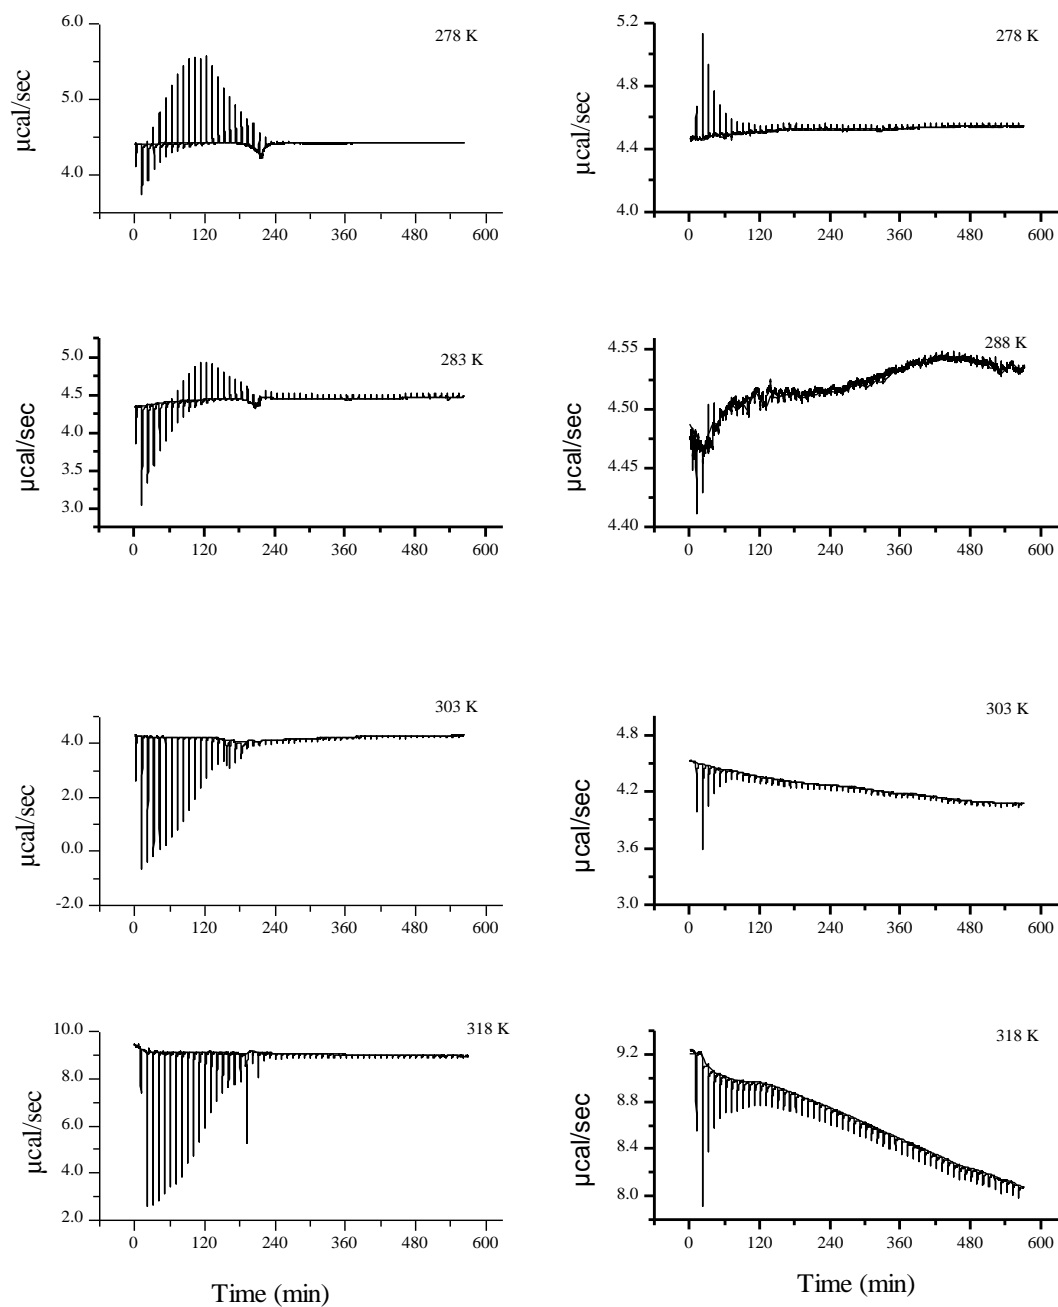 6.0
278 K
5.0
4.0
µcal/sec
0 120 240 360 480 600
5.2
278 K
4.8
4.4
4.0
µcal/sec
0 120 240 360 480 600
5.0
283 K
4.5
4.0
3.5
3.0
µcal/sec
0 120 240 360 480 600
4.55
288 K
4.50
4.45
4.40
µcal/sec
0 120 240 360 480 600
303 K
4.0
2.0
0.0
-2.0
µcal/sec
0 120 240 360 480 600
303 K
4.8
4.2
3.6
3.0
µcal/sec
0 120 240 360 480 600
10.0
318 K
8.0
6.0
4.0
2.0
µcal/sec
0 120 240 360 480 600
Time (min)
318 K
9.2
8.8
8.4
8.0
µcal/sec
0 120 240 360 480 600
Time (min)